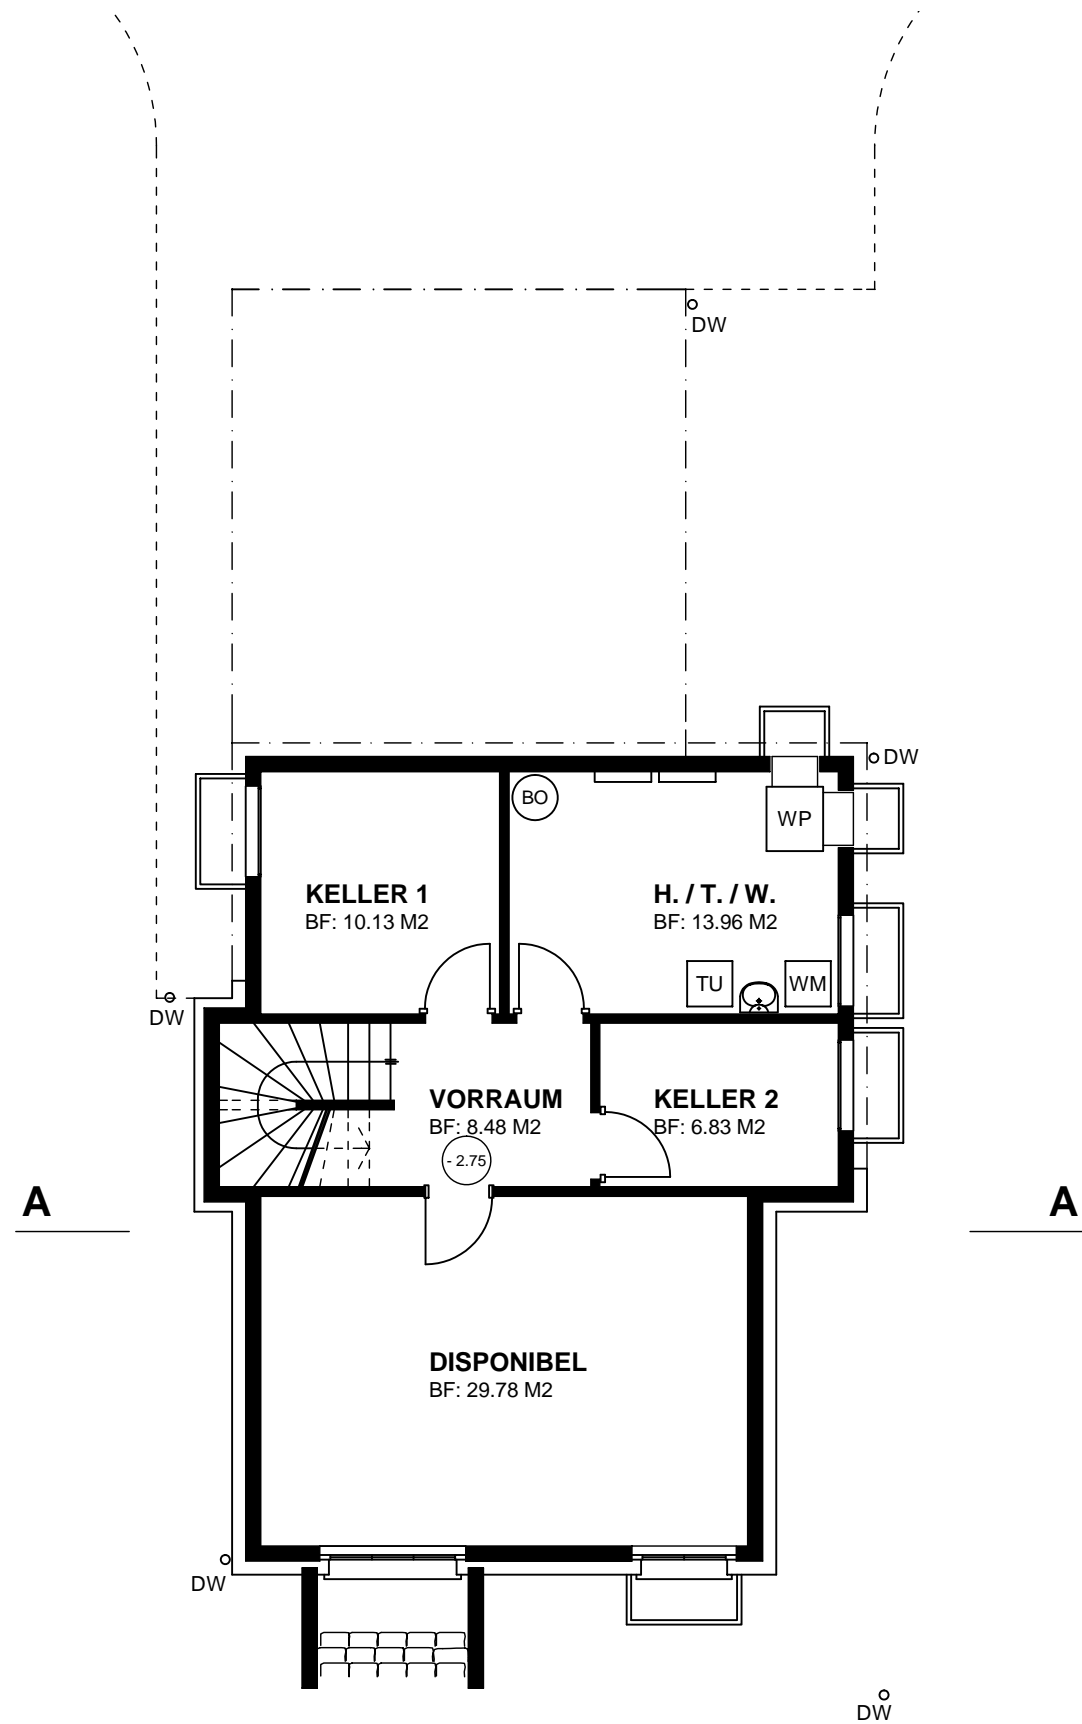 DW
DW
BO
WP
KELLER 1
BF: 10.13 M2
H. / T. / W.
BF: 13.96 M2
TU
WM
DW
VORRAUM
BF: 8.48 M2
KELLER 2
BF: 6.83 M2
- 2.75
A
A
DISPONIBEL
BF: 29.78 M2
DW
DW